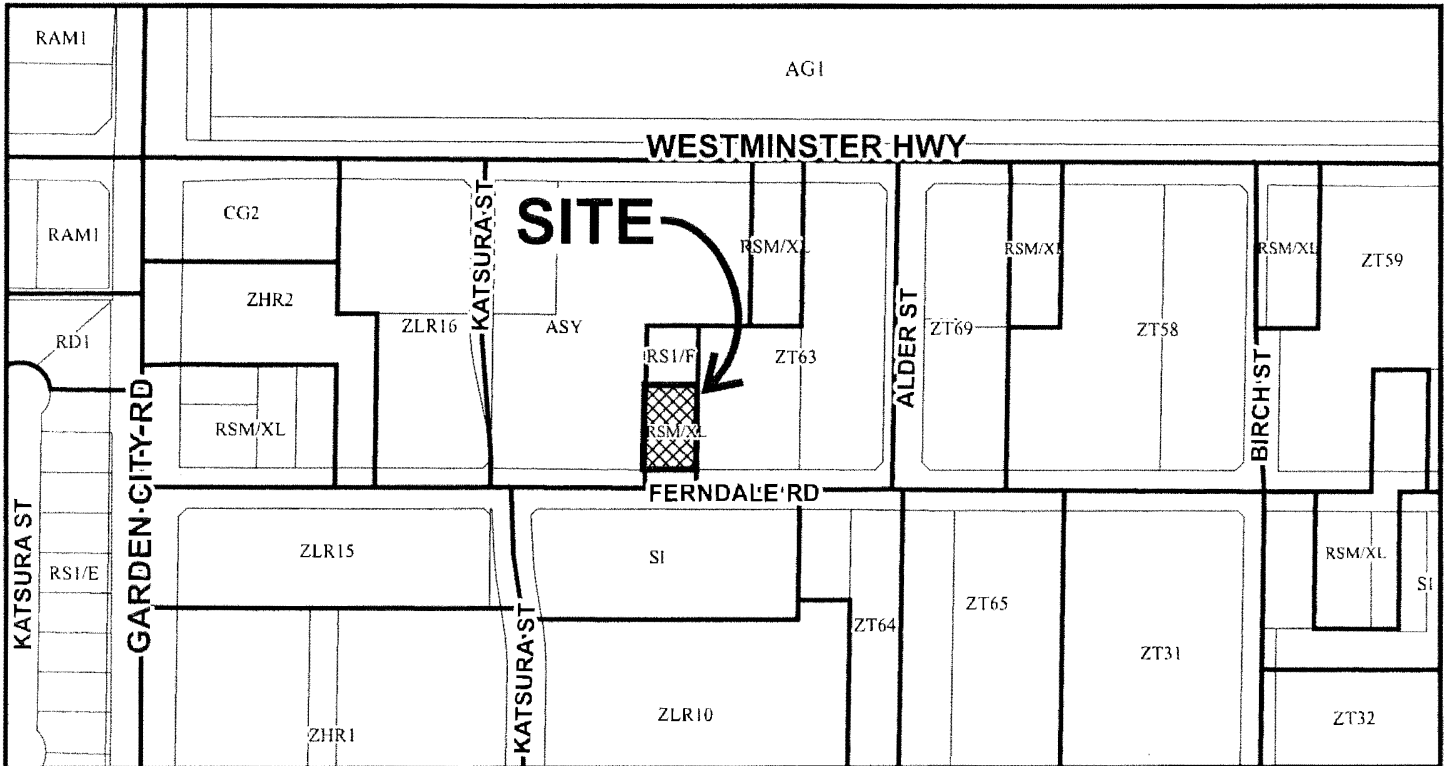 RAM1
AG1
WESTMINSTER HWY
CG2
RAM1
KATSURA ST
SITE
RSM/XL
RSM/XL
RSM/XL
ZT59
ZHR2
ZLR16
ASY
RD1
RS1/F
ZT63
ALDER ST
ZT69
ZT58
BIRCH ST
RSM/XL
RSM/XL
GARDEN CITY RD
FERNDALE RD
KATSURA ST
RS1/E
ZLR15
SI
RSM/XL
SI
KATSURA ST
ZT64
ZT65
ZT31
ZHR1
ZLR10
ZT32